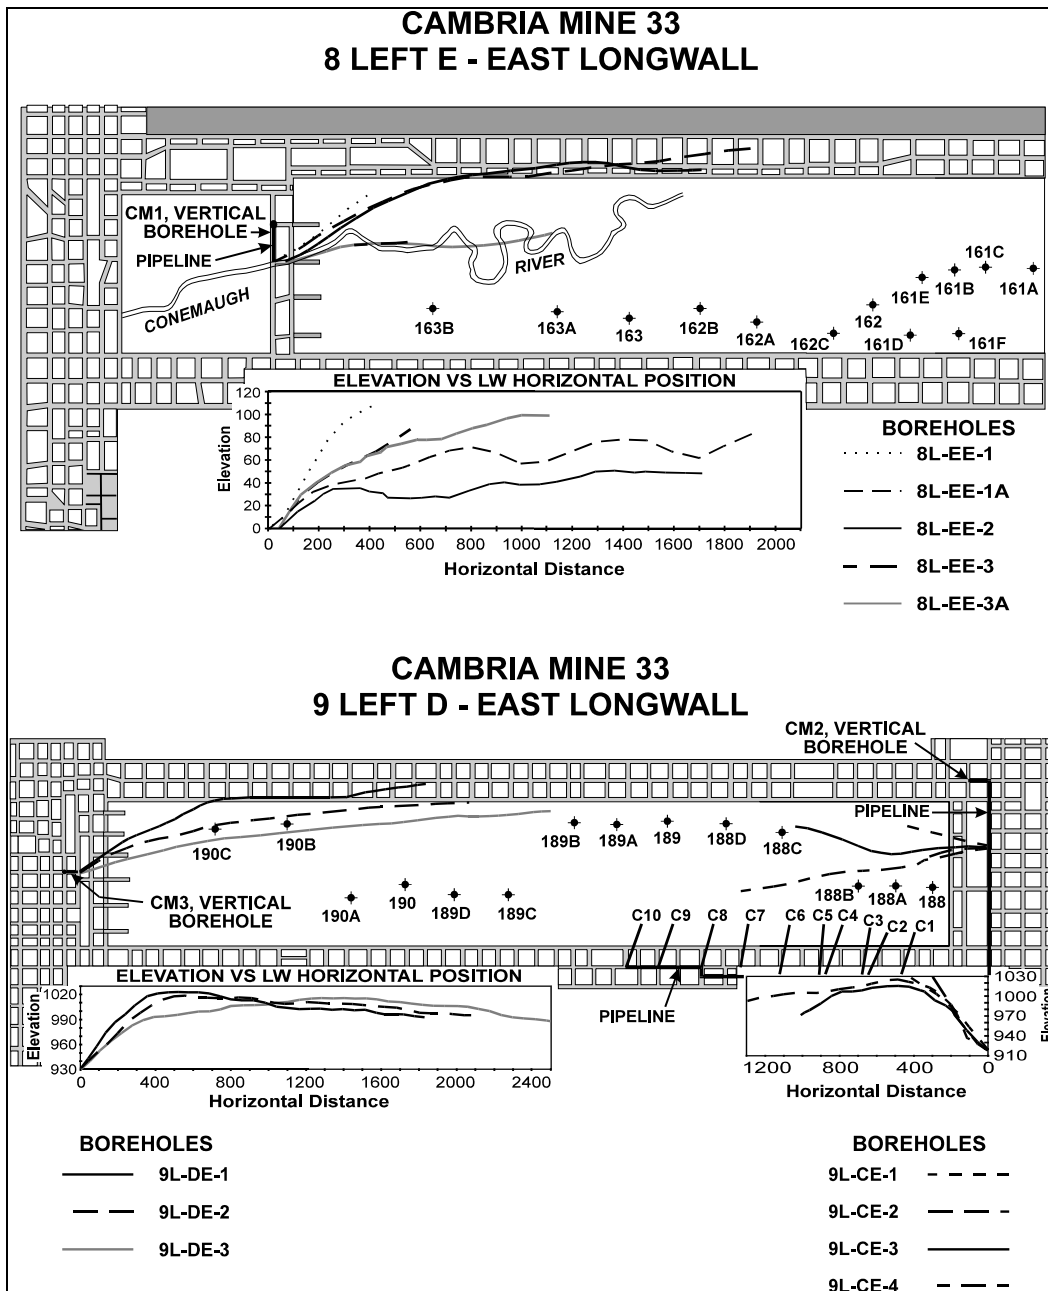 CAMBRIA MINE 33
8 LEFT E - EAST LONGWALL
CM1, VERTICAL
BOREHOLE
PIPELINE
CONEMAUGH
RIVER
161C
161E
161B
161A
163B
163A
163
162B
162A
162C
162
161D
161F
ELEVATION VS LW HORIZONTAL POSITION
Elevation
120
100
80
60
40
20
0
0 200 400 600 800 1000 1200 1400 1600 1800 2000
Horizontal Distance
BOREHOLES
8L-EE-1
8L-EE-1A
8L-EE-2
8L-EE-3
8L-EE-3A
CAMBRIA MINE 33
9 LEFT D - EAST LONGWALL
CM2, VERTICAL
BOREHOLE
PIPELINE
190C
190B
189B
189A
189
188D
188C
CM3, VERTICAL
BOREHOLE
190A
190
189D
189C
188B
188A
188
C10 C9 C8 C7 C6 C5 C4 C3 C2 C1
PIPELINE
ELEVATION VS LW HORIZONTAL POSITION
Elevation
1020
990
960
930
0 400 800 1200 1600 2000 2400
Horizontal Distance
1030
1000
970
940
910
Elevation
1200 800 400 0
Horizontal Distance
BOREHOLES
9L-DE-1
9L-DE-2
9L-DE-3
BOREHOLES
9L-CE-1
9L-CE-2
9L-CE-3
9L-CE-4